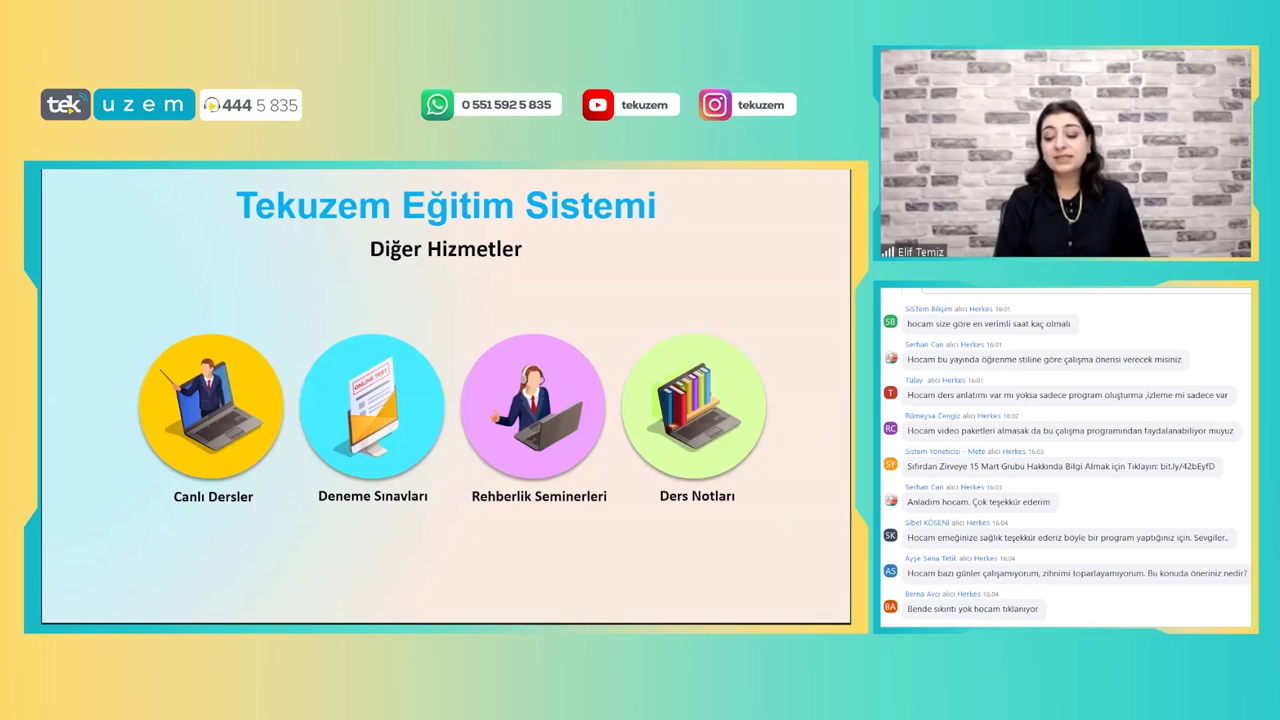 tek uzem 444 5 835
0 551 592 5 835
tekuzem
tekuzem
Tekuzem Eğitim Sistemi
Diğer Hizmetler
ONLINE TEST
Canlı Dersler
Deneme Sınavları
Rehberlik Seminerleri
Ders Notları
Elif Temiz
SiSTem Bilişim alıcı Herkes 16:01
SB
hocam size göre en verimli saat kaç olmalı
Serhan Can alıcı Herkes 16:01
Hocam bu yayında öğrenme stiline göre çalışma önerisi verecek misiniz
Tülay alıcı Herkes 16:01
T
Hocam ders anlatımı var mı yoksa sadece program oluşturma ,izleme mi sadece var
Rümeysa Cengiz alıcı Herkes 16:02
RC
Hocam video paketleri almasak da bu çalışma programından faydalanabiliyor muyuz
Sistem Yöneticisi - Mete alıcı Herkes 16:03
SY
Sıfırdan Zirveye 15 Mart Grubu Hakkında Bilgi Almak için Tıklayın: bit.ly/42bEyfD
Serhan Can alıcı Herkes 16:03
Anladım hocam. Çok teşekkür ederim
Sibel KÖSENİ alıcı Herkes 16:04
SK
Hocam emeğinize sağlık teşekkür ederiz böyle bir program yaptığınız için. Sevgiler..
Ayşe Sena Tetik alıcı Herkes 16:04
AS
Hocam bazı günler çalışamıyorum, zihnimi toparlayamıyorum. Bu konuda öneriniz nedir?
Berna Avcı alıcı Herkes 16:04
BA
Bende sıkıntı yok hocam tıklanıyor